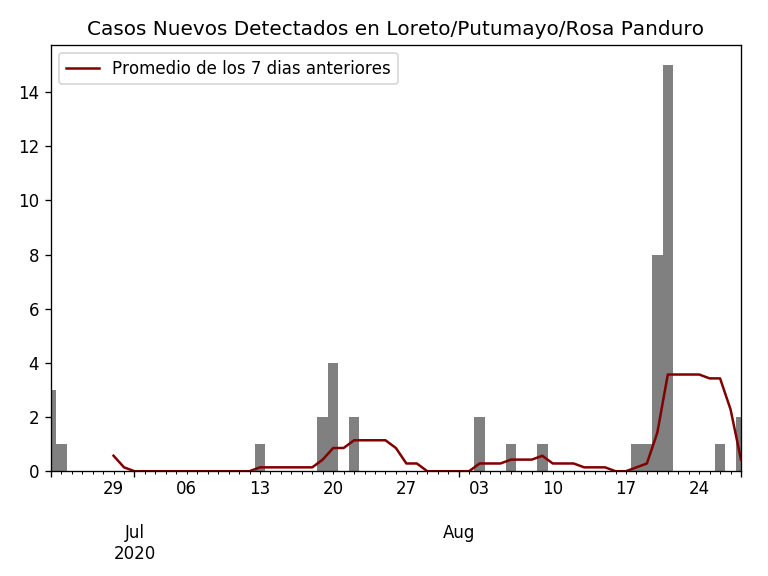 Casos Nuevos Detectados en Loreto/Putumayo/Rosa Panduro
Promedio de los 7 dias anteriores
14
12
10
8
6
4
2
0
29 06 13 20 27 03 10 17 24
Jul Aug
2020